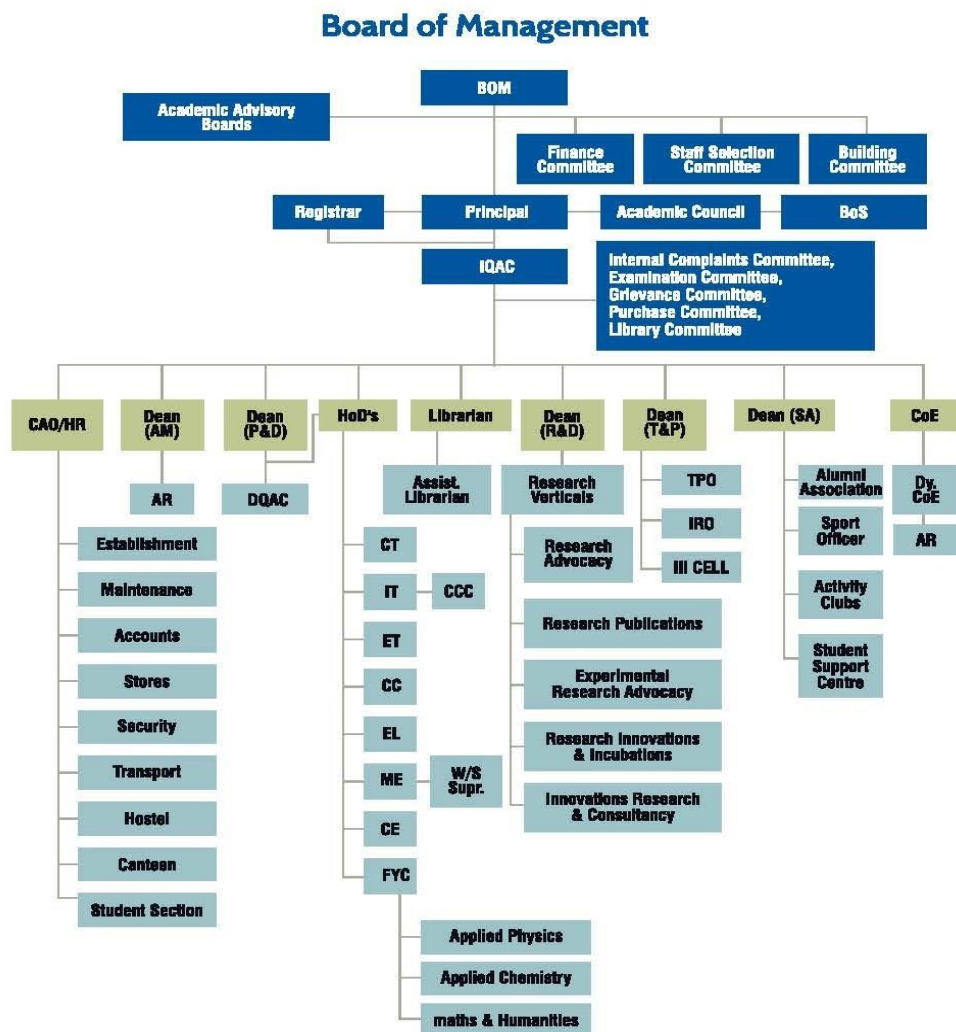 Board of Management
BOM
Academic Advisory
Boards
Finance
Committee
Staff Selection
Committee
Building
Committee
Registrar
Principal
Academic Council
BoS
IQAC
Internal Complaints Committee,
Examination Committee,
Grievance Committee,
Purchase Committee,
Library Committee
CAO/HR
Dean
(AM)
Dean
(P&D)
HoD's
Librarian
Dean
(R&D)
Dean
(T&P)
Dean (SA)
CoE
AR
DQAC
Assist.
Librarian
Research
Verticals
TPO
IRO
III CELL
Alumni
Association
Sport
Officer
Activity
Clubs
Student
Support
Centre
Dy.
CoE
AR
Establishment
Maintenance
Accounts
Stores
Security
Transport
Hostel
Canteen
Student Section
CT
IT
CCC
ET
CC
EL
ME
W/S
Supr.
CE
FYC
Research
Advocacy
Research Publications
Experimental
Research Advocacy
Research Innovations
& Incubations
Innovations Research
& Consultancy
Applied Physics
Applied Chemistry
maths & Humanities